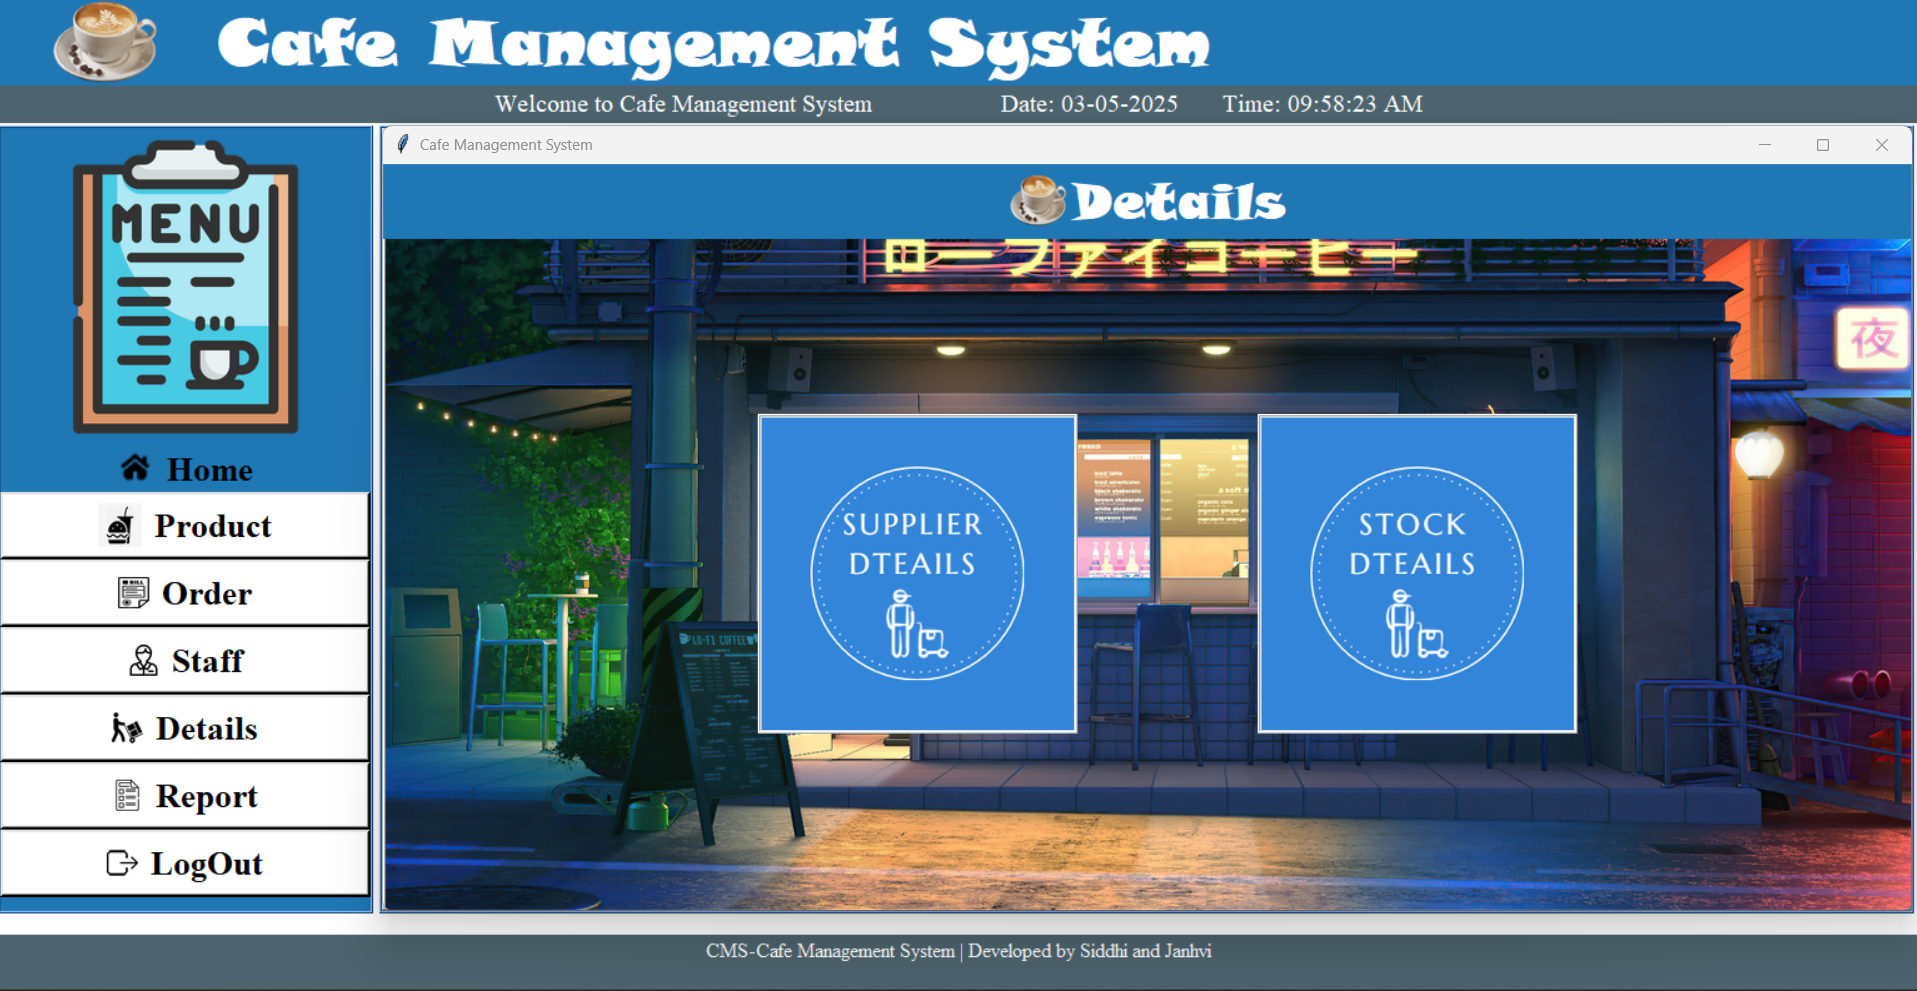 Cafe Management System
Welcome to Cafe Management System Date: 03-05-2025 Time: 09:58:23 AM
MENU
Home
Product
Order
Staff
Details
Report
LogOut
Cafe Management System
Details
ローファイコーヒー
夜
SUPPLIER
DTEAILS
STOCK
DTEAILS
LO-FI COFFEE
CMS-Cafe Management System | Developed by Siddhi and Janhvi